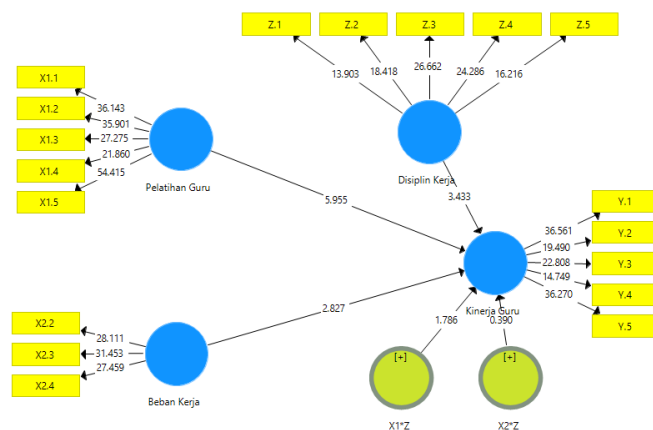 Z.1
Z.2
Z.3
Z.4
Z.5
13.903
18.418
26.662
24.286
16.216
Disiplin Kerja
X1.1
X1.2
X1.3
X1.4
X1.5
36.143
35.901
27.275
21.860
54.415
Pelatihan Guru
5.955
3.433
Y.1
Y.2
Y.3
Y.4
Y.5
36.561
19.490
22.808
14.749
36.270
Kinerja Guru
X2.2
X2.3
X2.4
28.111
31.453
27.459
Beban Kerja
2.827
1.786
0.390
[+]
[+]
X1*Z
X2*Z